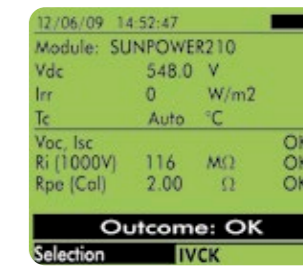 12/06/09 14:52:47
Module: SUNPOWER210
Vdc 548.0 V
Irr 0 W/m2
Tc Auto °C
Voc, Isc OK
Ri (1000V) 116 MΩ OK
Rpe (Cal) 2.00 Ω OK
Outcome: OK
Selection IVCK